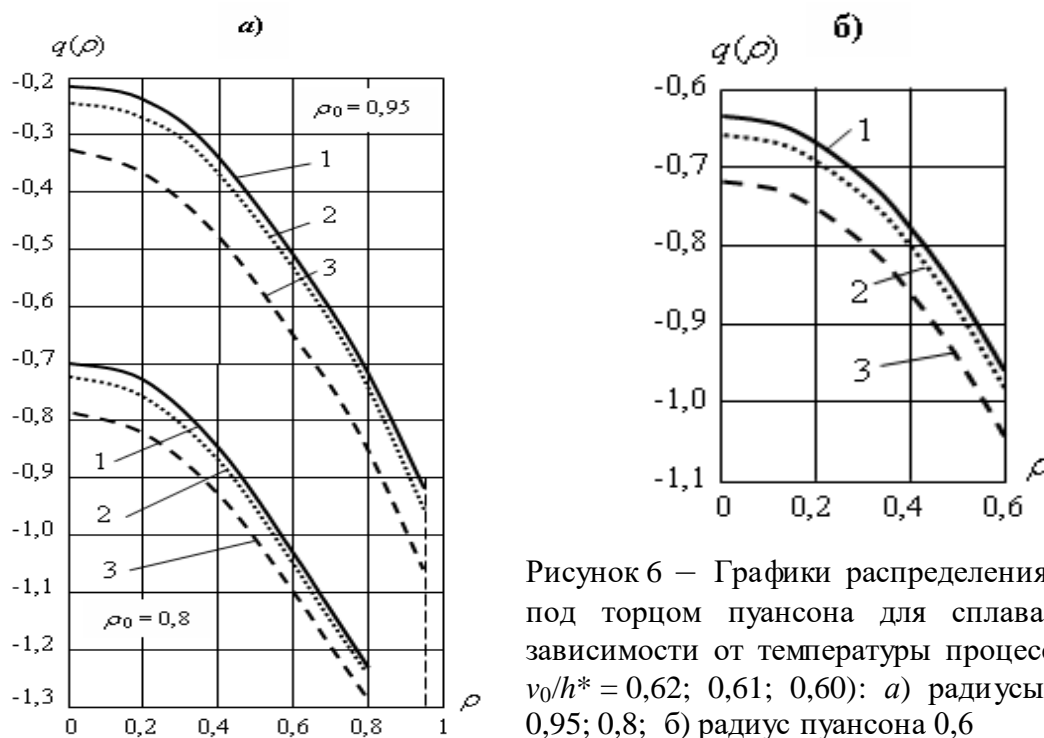 а)
q(ρ)
-0,2
-0,3
-0,4
-0,5
-0,6
-0,7
-0,8
-0,9
-1,0
-1,1
-1,2
-1,3
ρ0 = 0,95
1
2
3
1
2
3
ρ0 = 0,8
0 0,2 0,4 0,6 0,8 1 ρ
б)
q(ρ)
-0,6
-0,7
-0,8
-0,9
-1,0
-1,1
1
2
3
0 0,2 0,4 0,6
ρ
Рисунок 6 – Графики распределения
под торцом пуансона для сплава
зависимости от температуры процесс
v0/h* = 0,62; 0,61; 0,60): а) радиусы
0,95; 0,8; б) радиус пуансона 0,6